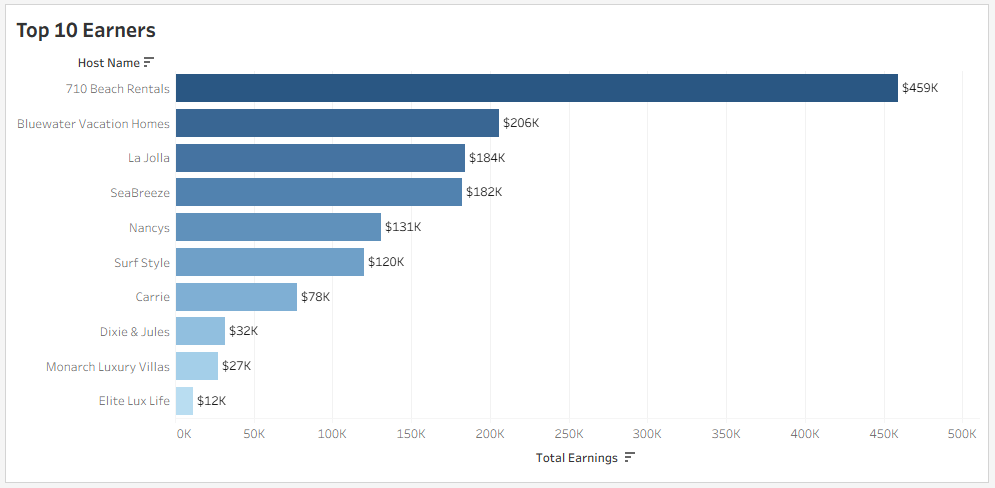 Top 10 Earners
Host Name
710 Beach Rentals $459K
Bluewater Vacation Homes $206K
La Jolla $184K
SeaBreeze $182K
Nancys $131K
Surf Style $120K
Carrie $78K
Dixie & Jules $32K
Monarch Luxury Villas $27K
Elite Lux Life $12K
0K 50K 100K 150K 200K 250K 300K 350K 400K 450K 500K
Total Earnings